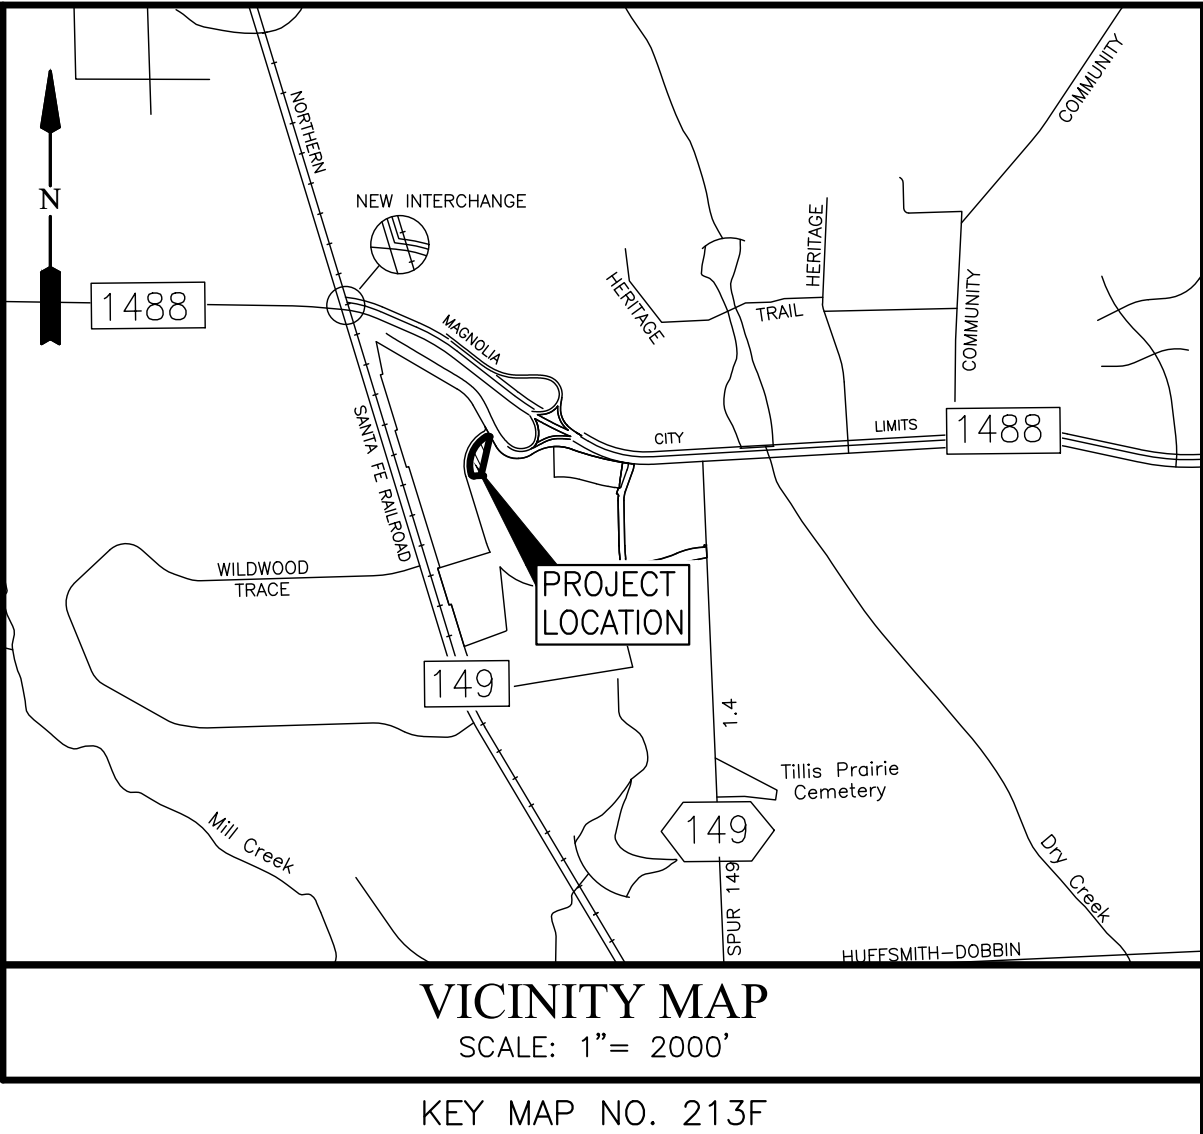 NORTHERN
COMMUNITY
N
NEW INTERCHANGE
HERITAGE
HERITAGE
1488
TRAIL
COMMUNITY
MAGNOLIA
SANTA FE RAILROAD
CITY
LIMITS
1488
WILDWOOD
TRACE
PROJECT
LOCATION
149
1.4
Tillis Prairie
Cemetery
149
Mill Creek
Dry Creek
SPUR 149
HUFFSMITH-DOBBIN
VICINITY MAP
SCALE: 1"= 2000'
KEY MAP NO. 213F